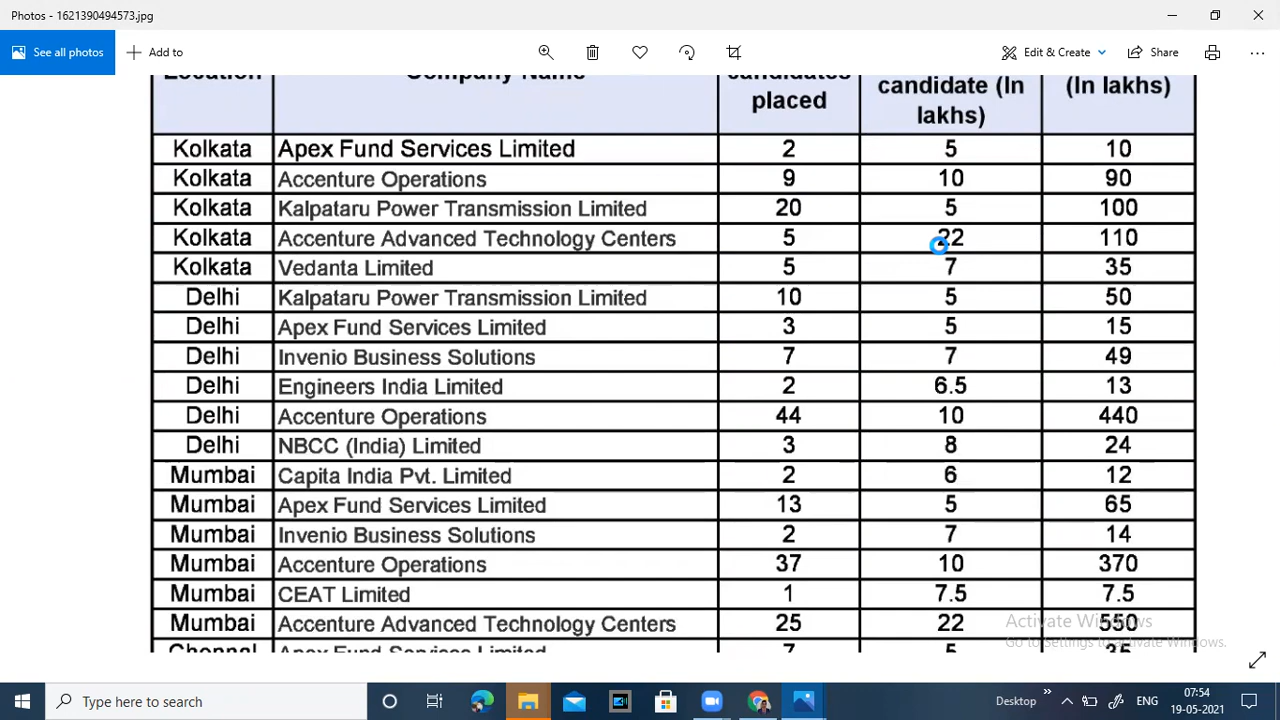 Photos - 1621390494573.jpg
See all photos Add to Edit & Create Share
Location Company Name candidates placed candidate (In lakhs) (In lakhs)
Kolkata Apex Fund Services Limited 2 5 10
Kolkata Accenture Operations 9 10 90
Kolkata Kalpataru Power Transmission Limited 20 5 100
Kolkata Accenture Advanced Technology Centers 5 22 110
Kolkata Vedanta Limited 5 7 35
Delhi Kalpataru Power Transmission Limited 10 5 50
Delhi Apex Fund Services Limited 3 5 15
Delhi Invenio Business Solutions 7 7 49
Delhi Engineers India Limited 2 6.5 13
Delhi Accenture Operations 44 10 440
Delhi NBCC (India) Limited 3 8 24
Mumbai Capita India Pvt. Limited 2 6 12
Mumbai Apex Fund Services Limited 13 5 65
Mumbai Invenio Business Solutions 2 7 14
Mumbai Accenture Operations 37 10 370
Mumbai CEAT Limited 1 7.5 7.5
Mumbai Accenture Advanced Technology Centers 25 22 550
Chennai Apex Fund Services Limited 7 5 35
Activate Windows
Go to Settings to activate Windows.
Type here to search Desktop ENG 07:54
19-05-2021